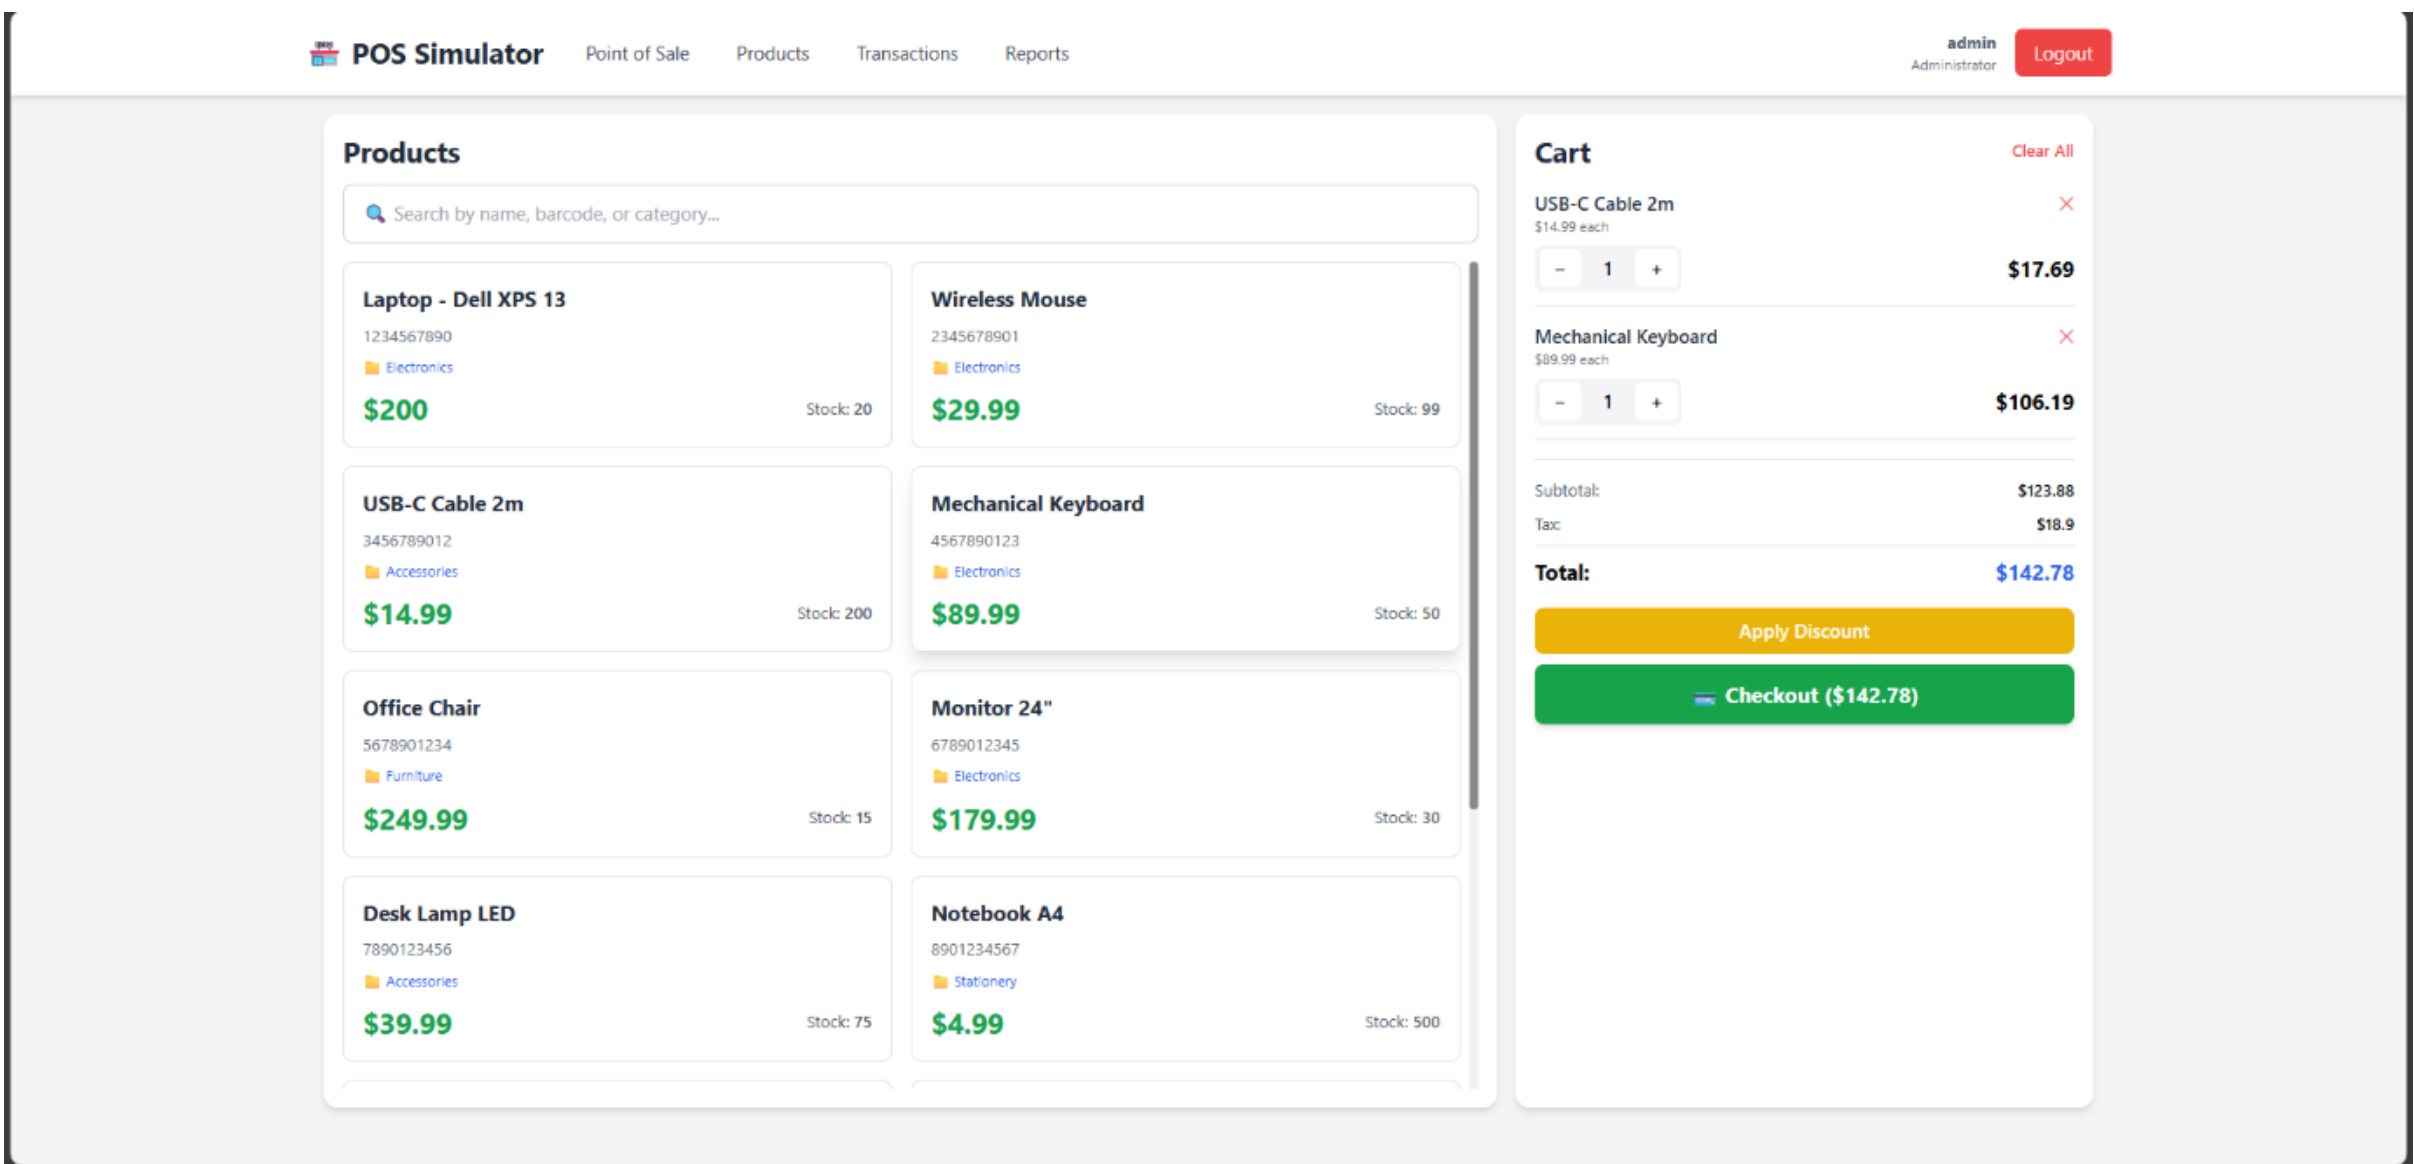 POS Simulator
Point of Sale
Products
Transactions
Reports
admin
Administrator
Logout
Products
Search by name, barcode, or category...
Laptop - Dell XPS 13
1234567890
Electronics
$200
Stock: 20
Wireless Mouse
2345678901
Electronics
$29.99
Stock: 99
USB-C Cable 2m
3456789012
Accessories
$14.99
Stock: 200
Mechanical Keyboard
4567890123
Electronics
$89.99
Stock: 50
Office Chair
5678901234
Furniture
$249.99
Stock: 15
Monitor 24"
6789012345
Electronics
$179.99
Stock: 30
Desk Lamp LED
7890123456
Accessories
$39.99
Stock: 75
Notebook A4
8901234567
Stationery
$4.99
Stock: 500
Cart
Clear All
USB-C Cable 2m
$14.99 each
− 1 +
$17.69
Mechanical Keyboard
$89.99 each
− 1 +
$106.19
Subtotal: $123.88
Tax: $18.9
Total: $142.78
Apply Discount
Checkout ($142.78)